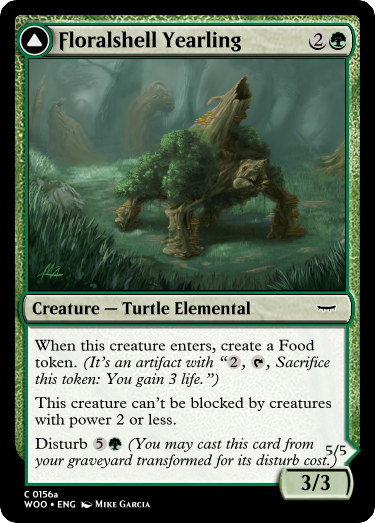 Floralshell Yearling 2
Creature — Turtle Elemental
When this creature enters, create a Food
token. (It's an artifact with “2, , Sacrifice
this token: You gain 3 life.”)
This creature can't be blocked by creatures
with power 2 or less.
Disturb 5 (You may cast this card from
your graveyard transformed for its disturb cost.)
5/5
3/3
C 0156a
WOO • ENG Mike Garcia